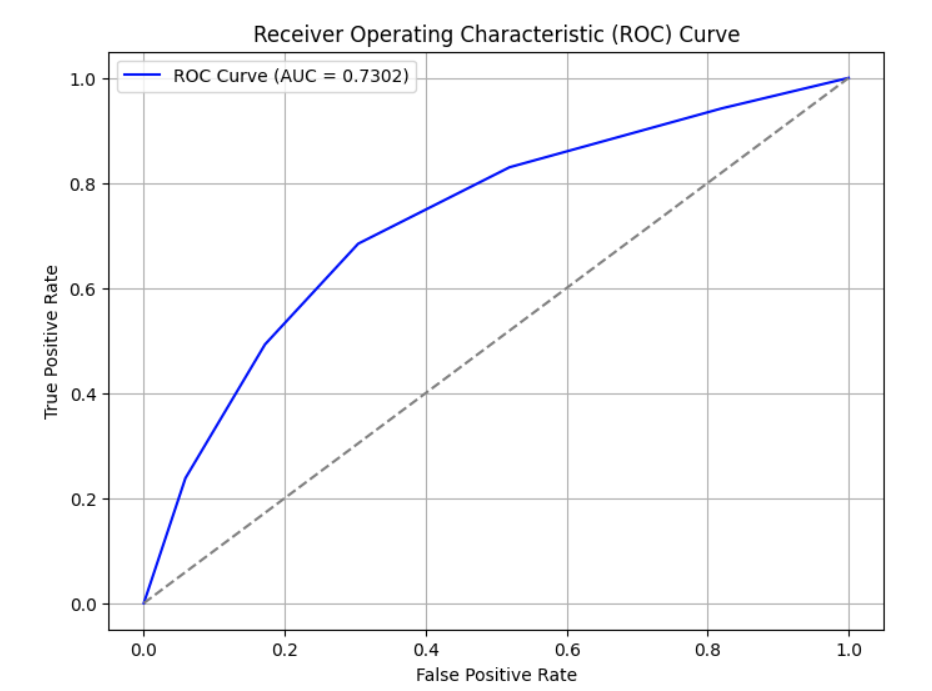 Receiver Operating Characteristic (ROC) Curve
ROC Curve (AUC = 0.7302)
True Positive Rate
1.0
0.8
0.6
0.4
0.2
0.0
0.0 0.2 0.4 0.6 0.8 1.0
False Positive Rate